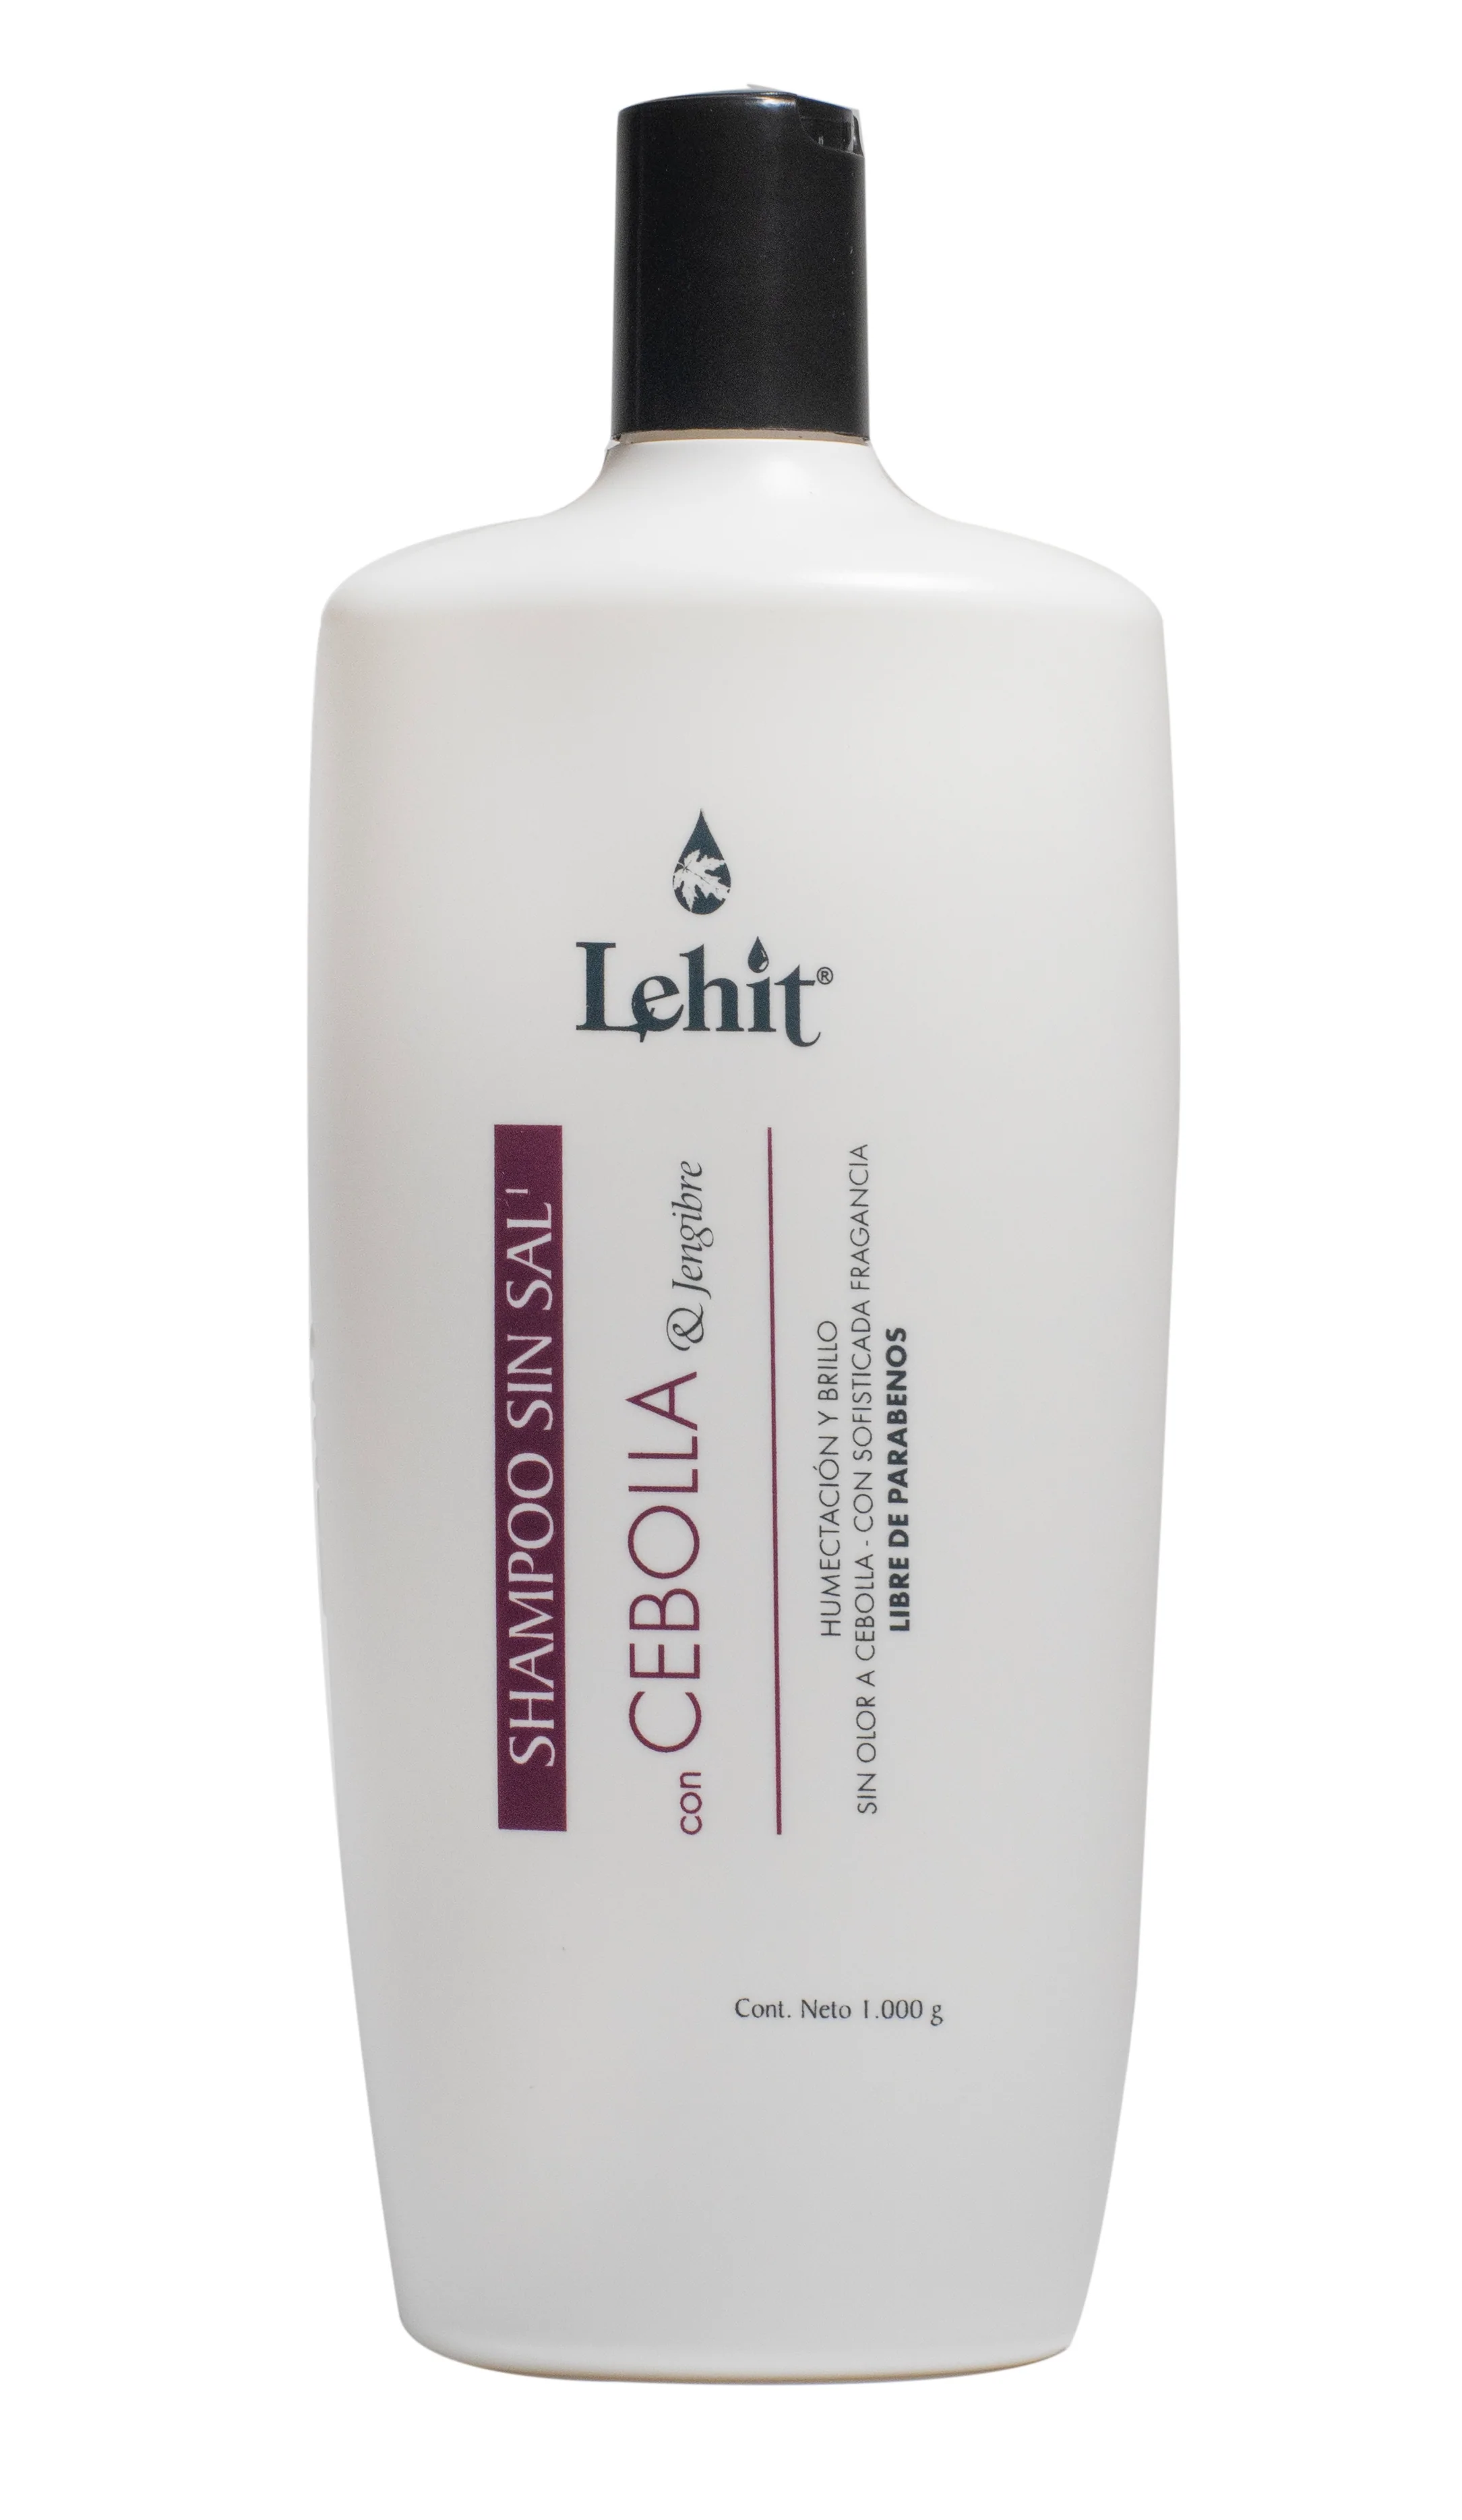 Lehit®
SHAMPOO SIN SAL¹
con CEBOLLA & Jengibre
HUMECTACIÓN Y BRILLO
SIN OLOR A CEBOLLA - CON SOFISTICADA FRAGANCIA
LIBRE DE PARABENOS
Cont. Neto 1.000 g